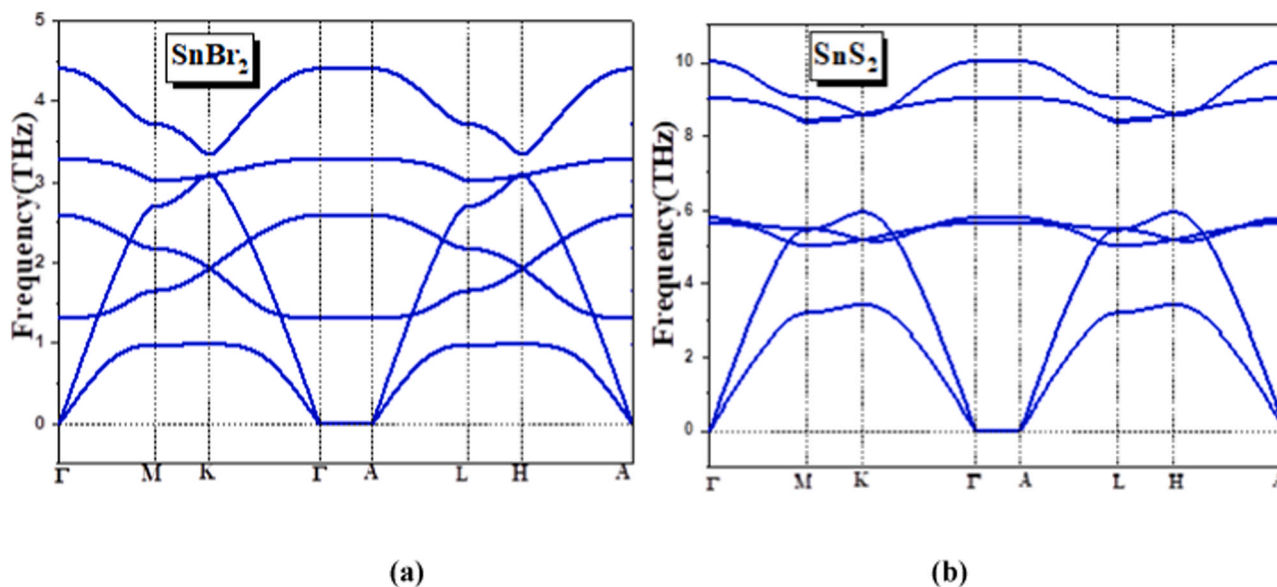 SnBr2
Frequency(THz)
5
4
3
2
1
0
Γ M K Γ A L H A
(a)
SnS2
Frequency(THz)
10
8
6
4
2
0
Γ M K Γ A L H A
(b)